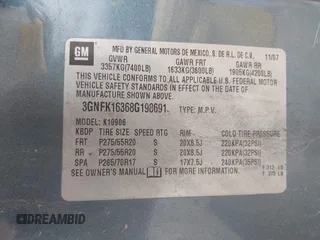 GM
MFD BY GENERAL MOTORS DE MEXICO, S. DE R.L. DE C.V. 11/07
GVWR GAWR FRT GAWR RR
3357KG(7400LB) 1633KG(3600LB) 1905KG(4200LB)
THIS VEHICLE CONFORMS TO ALL APPLICABLE U.S. FEDERAL MOTOR
VEHICLE SAFETY STANDARDS IN EFFECT ON THE DATE OF
MANUFACTURE SHOWN ABOVE.
3GNFK16368G198691 TYPE: M.P.V.
MODEL: K10906
TIRE SIZE SPEED RTG RIM COLD TIRE PRESSURE
FRT P275/55R20 S 20X8.5J 220KPA(32PSI)
RR P275/55R20 S 20X8.5J 220KPA(32PSI)
SPA P265/70R17 S 17X7.5J 240KPA(35PSI)
SEE OWNER'S MANUAL FOR ADDITIONAL INFORMATION.
DREAMBID